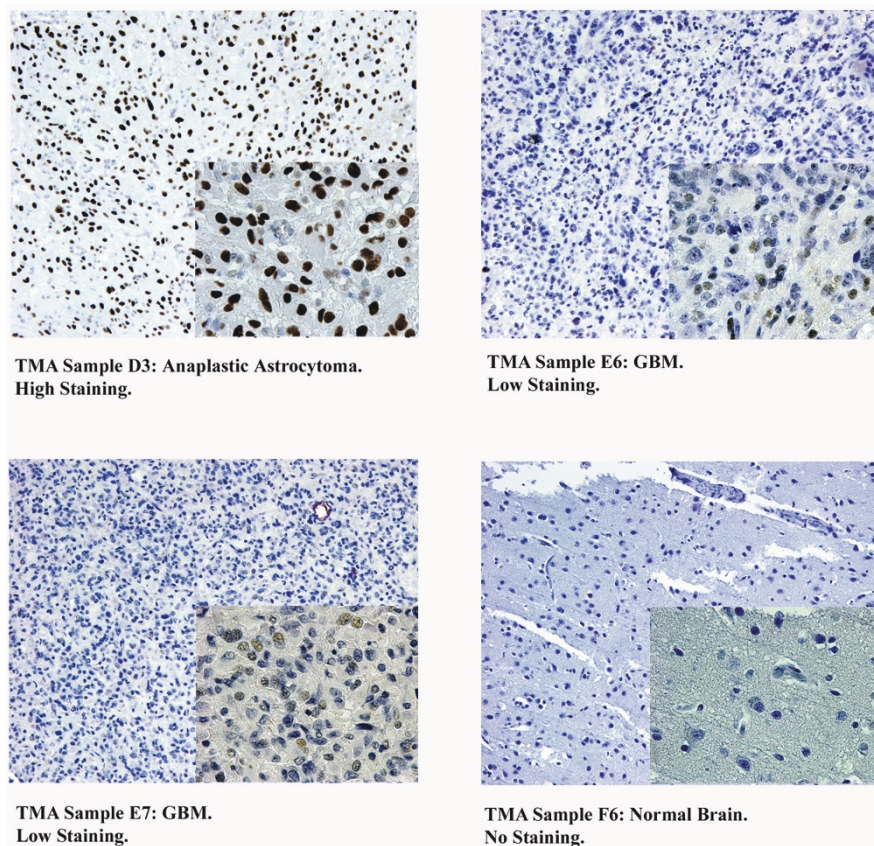 TMA Sample D3: Anaplastic Astrocytoma.
High Staining.
TMA Sample E6: GBM.
Low Staining.
TMA Sample E7: GBM.
Low Staining.
TMA Sample F6: Normal Brain.
No Staining.